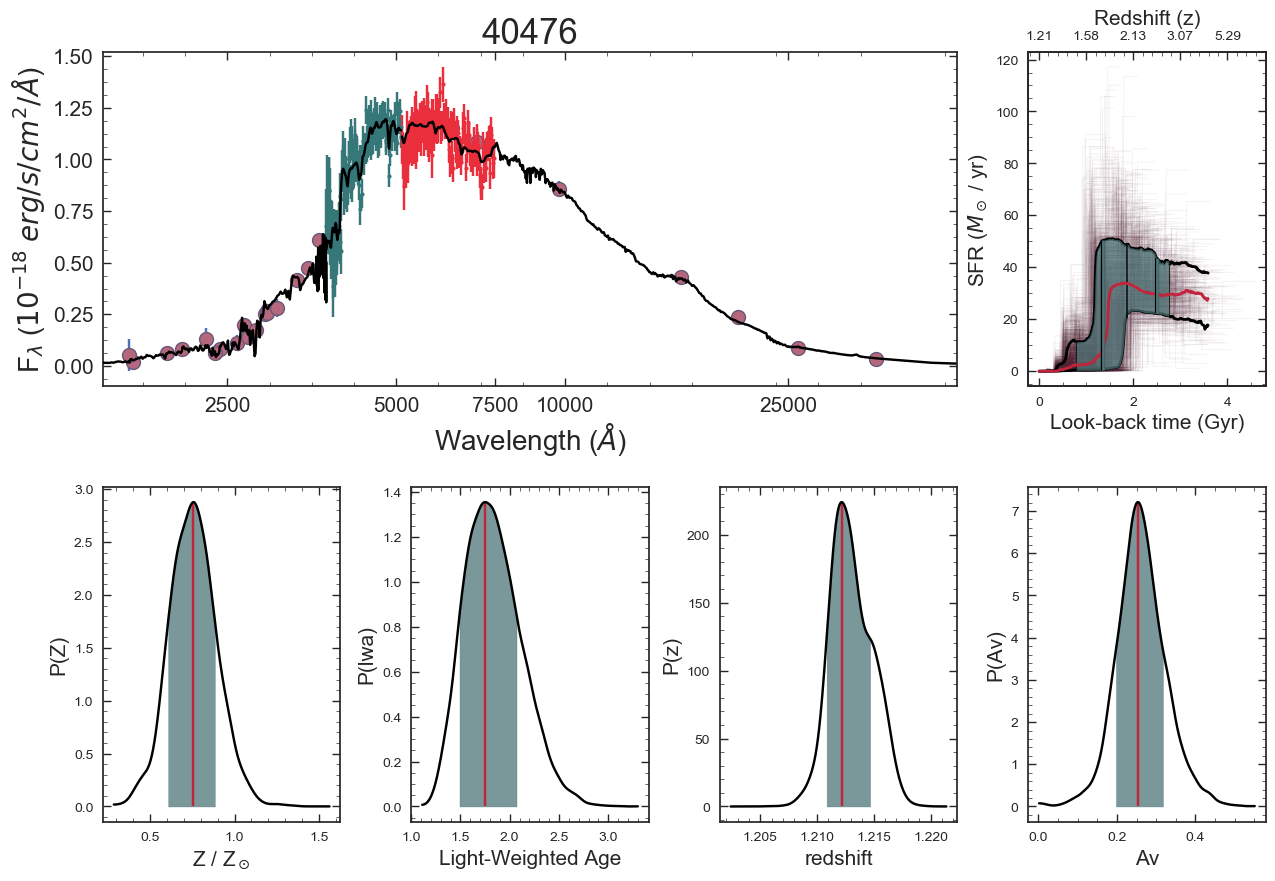 40476
1.50
1.25
1.00
0.75
0.50
0.25
0.00
F_λ (10^{-18} erg/s/cm^2/Å)
2500 5000 7500 10000 25000
Wavelength (Å)
Redshift (z)
1.21 1.58 2.13 3.07 5.29
120
100
80
60
40
20
0
SFR (M_⊙ / yr)
0 2 4
Look-back time (Gyr)
3.0
2.5
2.0
1.5
1.0
0.5
0.0
P(Z)
0.5 1.0 1.5
Z / Z_⊙
1.4
1.2
1.0
0.8
0.6
0.4
0.2
0.0
P(lwa)
1.0 1.5 2.0 2.5 3.0
Light-Weighted Age
200
150
100
50
0
P(z)
1.205 1.210 1.215 1.220
redshift
7
6
5
4
3
2
1
0
P(Av)
0.0 0.2 0.4
Av